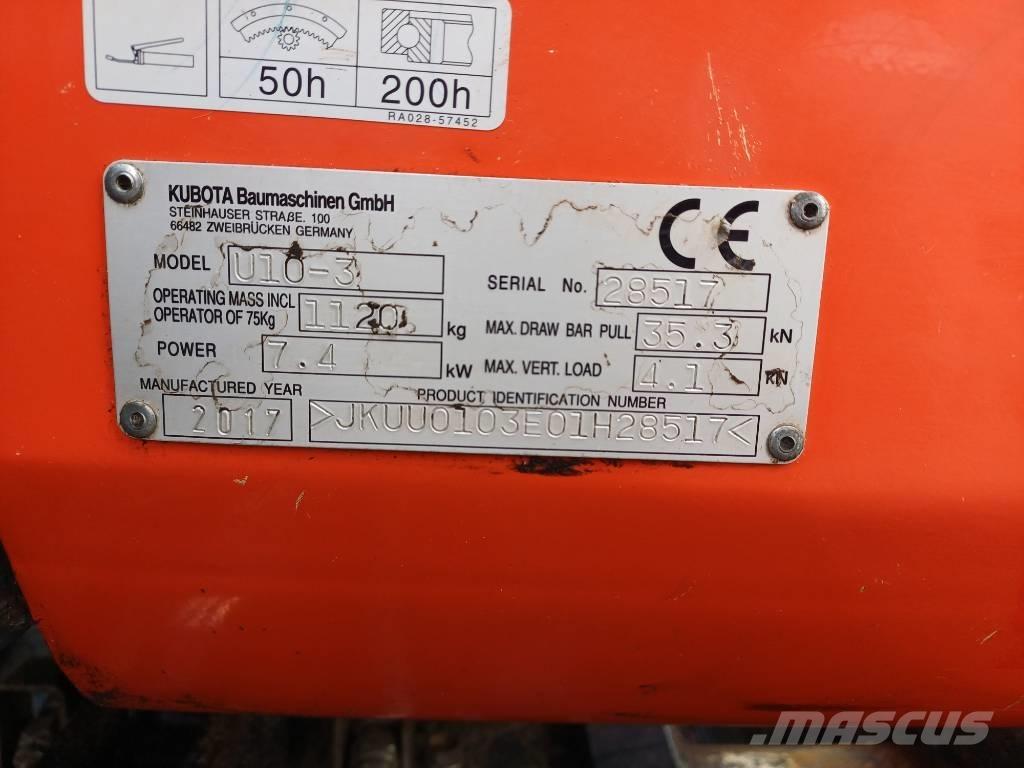 50h 200h
RA028-57452
KUBOTA Baumaschinen GmbH
STEINHAUSER STRAßE. 100
66482 ZWEIBRÜCKEN GERMANY
CE
MODEL U10-3
SERIAL No. 28517
OPERATING MASS INCL
OPERATOR OF 75Kg 1120 kg
MAX. DRAW BAR PULL 35.3 kN
POWER 7.4 kW
MAX. VERT. LOAD 4.1 kN
MANUFACTURED YEAR
2017
PRODUCT IDENTIFICATION NUMBER
>JKUU0103E01H28517<
MASCUS